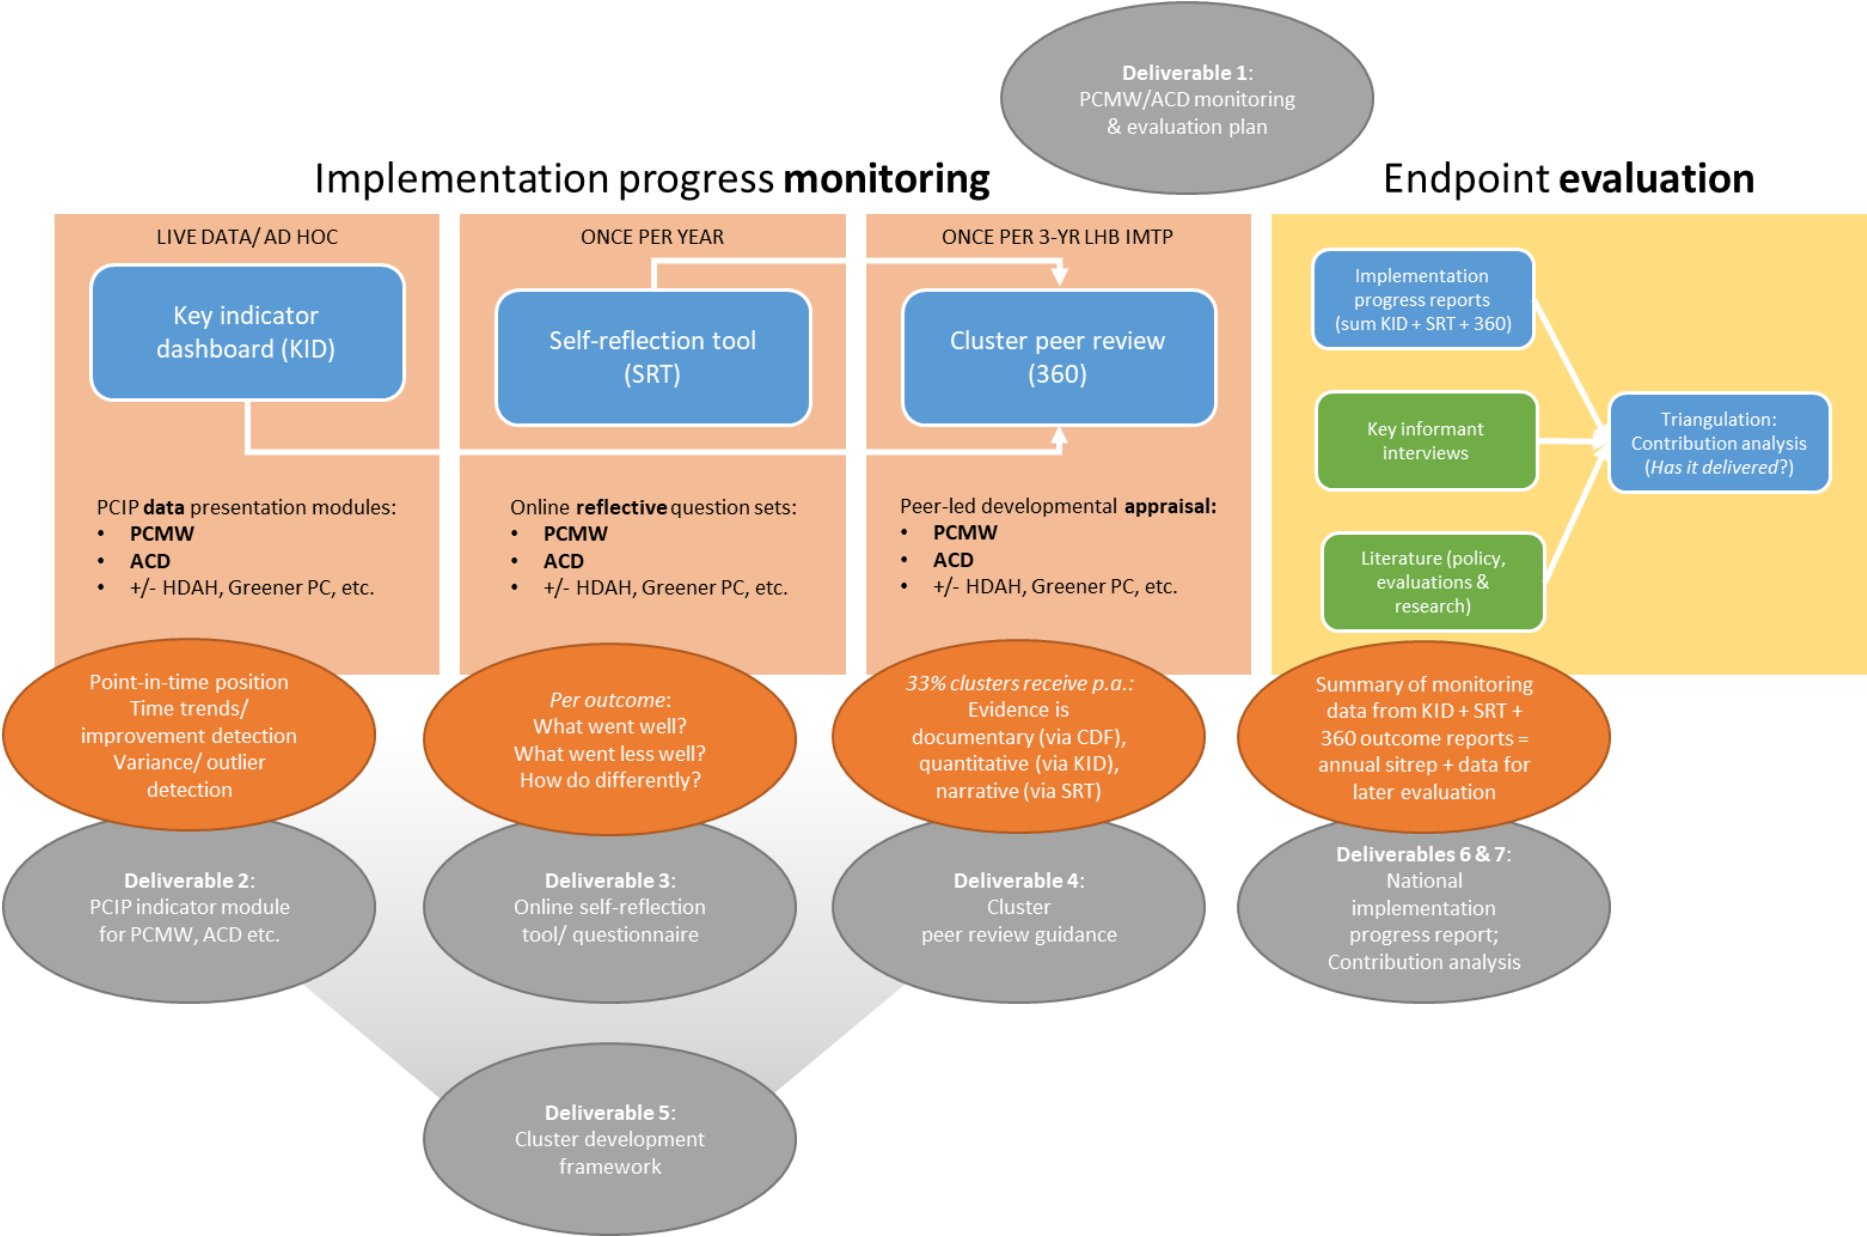 Deliverable 1:
PCMW/ACD monitoring
& evaluation plan
Implementation progress monitoring
Endpoint evaluation
LIVE DATA/ AD HOC
Key indicator
dashboard (KID)
PCIP data presentation modules:
• PCMW
• ACD
• +/- HDAH, Greener PC, etc.
ONCE PER YEAR
Self-reflection tool
(SRT)
Online reflective question sets:
• PCMW
• ACD
• +/- HDAH, Greener PC, etc.
ONCE PER 3-YR LHB IMTP
Cluster peer review
(360)
Peer-led developmental appraisal:
• PCMW
• ACD
• +/- HDAH, Greener PC, etc.
Implementation
progress reports
(sum KID + SRT + 360)
Key informant
interviews
Literature (policy,
evaluations &
research)
Triangulation:
Contribution analysis
(Has it delivered?)
Point-in-time position
Time trends/
improvement detection
Variance/ outlier
detection
Per outcome:
What went well?
What went less well?
How do differently?
33% clusters receive p.a.:
Evidence is
documentary (via CDF),
quantitative (via KID),
narrative (via SRT)
Summary of monitoring
data from KID + SRT +
360 outcome reports =
annual sitrep + data for
later evaluation
Deliverable 2:
PCIP indicator module
for PCMW, ACD etc.
Deliverable 3:
Online self-reflection
tool/ questionnaire
Deliverable 4:
Cluster
peer review guidance
Deliverables 6 & 7:
National
implementation
progress report;
Contribution analysis
Deliverable 5:
Cluster development
framework